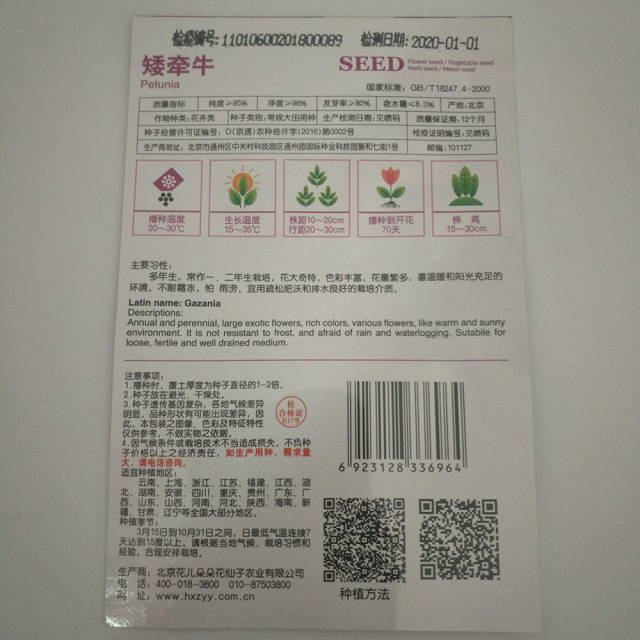 检疫编号: 11010600201800089 检测日期: 2020-01-01
矮牵牛
Petunia
SEED Flower seed / Vegetable seed
Herb seed / Melon seed
国家标准: GB/T18247.4-2000
质量指标 纯度≥95% 净度≥98% 发芽率≥80% 含水量≤8.0% 产地: 北京
作物种类: 花卉类 种子类别: 常规大田用种 生产检测日期: 见喷码 质量保证期: 12个月
种子经营许可证编号: D(京通)农种经许字(2016)第0002号 检疫证明编号: 见喷码
生产商地址: 北京市通州区中关村科技园区通州园国际种业科技园聚和七街1号 邮编: 101127
播种温度
20~30℃
生长温度
15~35℃
株距10~20cm
行距20~30cm
播种到开花
70天
株 高
15~30cm
主要习性:
多年生，常作一、二年生栽培，花大奇特，色彩丰富，花量繁多，喜温暖和阳光充足的
环境。不耐霜冻，怕 雨涝，宜用疏松肥沃和排水良好的栽培介质。
Latin name: Gazania
Descriptions:
Annual and perennial, large exotic flowers, rich colors, various flowers, like warm and sunny
environment. It is not resistant to frost, and afraid of rain and waterlogging. Sutabile for
loose, fertile and well drained medium.
注意事项:
1.播种时，覆土厚度为种子直径的1-2倍。
2.种子放在避光、干燥处。
3.种子遗传基因复杂，各地气候差异
明显，品种形状有可能出现差异，因
此，本包装之图像、色彩及特征特性
仅供参考，不做实物之依据。
4.因气候条件或栽培技术不当造成损失，不负种
子价格以上之经济责任，如生产用种，需求量
大，请电话咨询。
检
合格证
H17号
适宜种植地区:
云南、上海、浙江、江苏、福建、江西、湖
北、湖南、安徽、四川、重庆、贵州、广东、广
西、山东、山西、河南、河北、陕西、海南、新
疆、甘肃、辽宁等全国大部分地区。
种植季节:
3月15日到10月31日之间，日最低气温连续7
天达到15度以上，请根据当地气候、栽培习惯和
经验，合理安排栽培。
生产商: 北京花儿朵朵花仙子农业有限公司
电 话: 400-018-3800 010-87503800
网 址: www.hxzyy.com.cn
6 923128 336964
种植方法